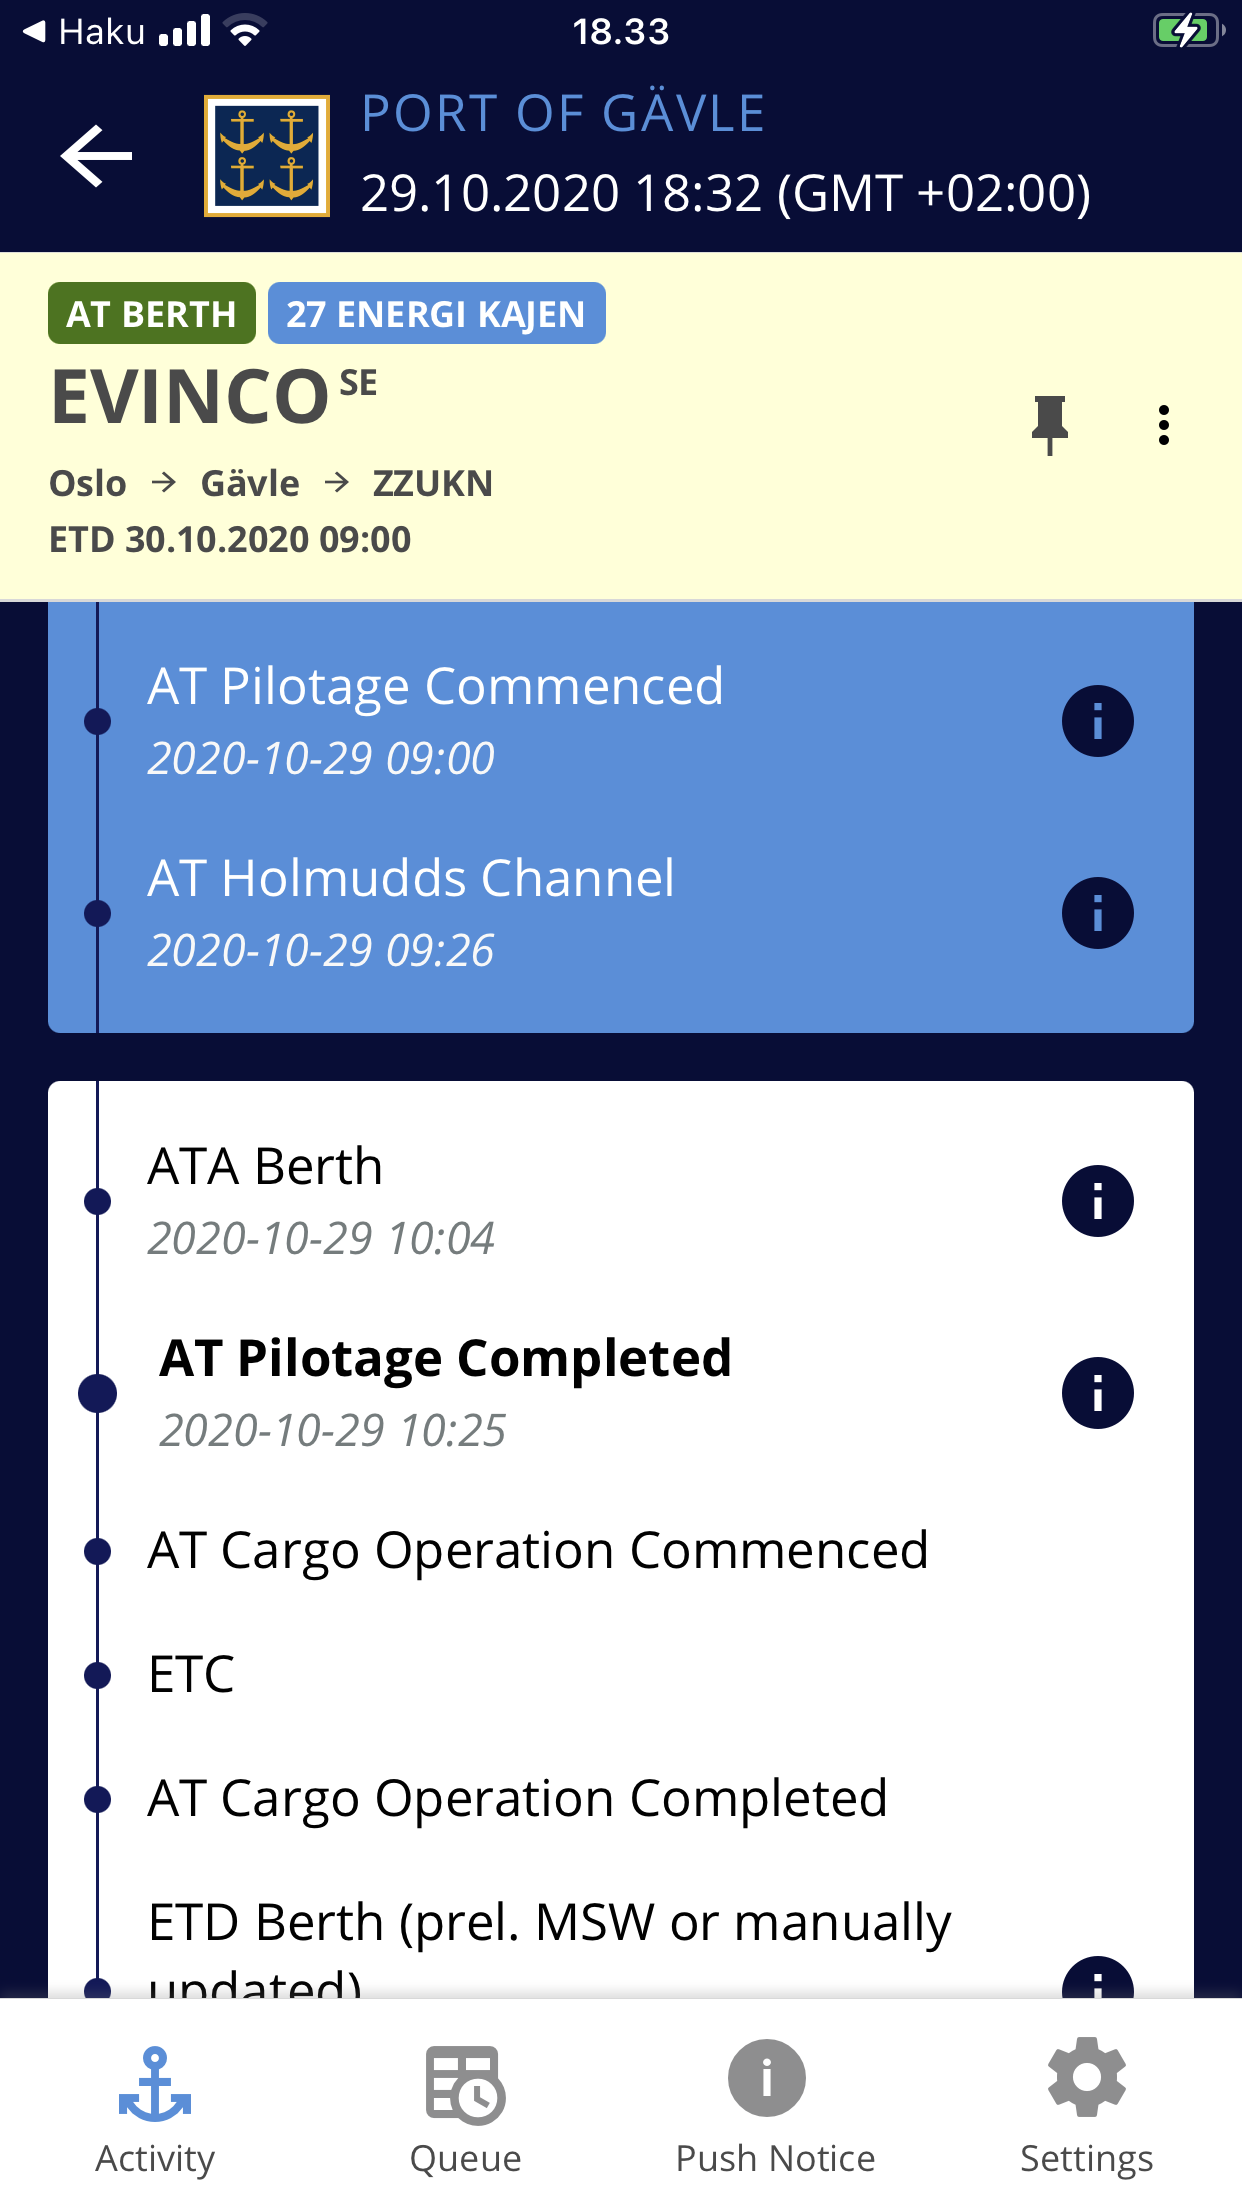 Haku
18.33
PORT OF GÄVLE
29.10.2020 18:32 (GMT +02:00)
AT BERTH
27 ENERGI KAJEN
EVINCO SE
Oslo → Gävle → ZZUKN
ETD 30.10.2020 09:00
AT Pilotage Commenced
2020-10-29 09:00
AT Holmudds Channel
2020-10-29 09:26
ATA Berth
2020-10-29 10:04
AT Pilotage Completed
2020-10-29 10:25
AT Cargo Operation Commenced
ETC
AT Cargo Operation Completed
ETD Berth (prel. MSW or manually
updated)
Activity
Queue
Push Notice
Settings